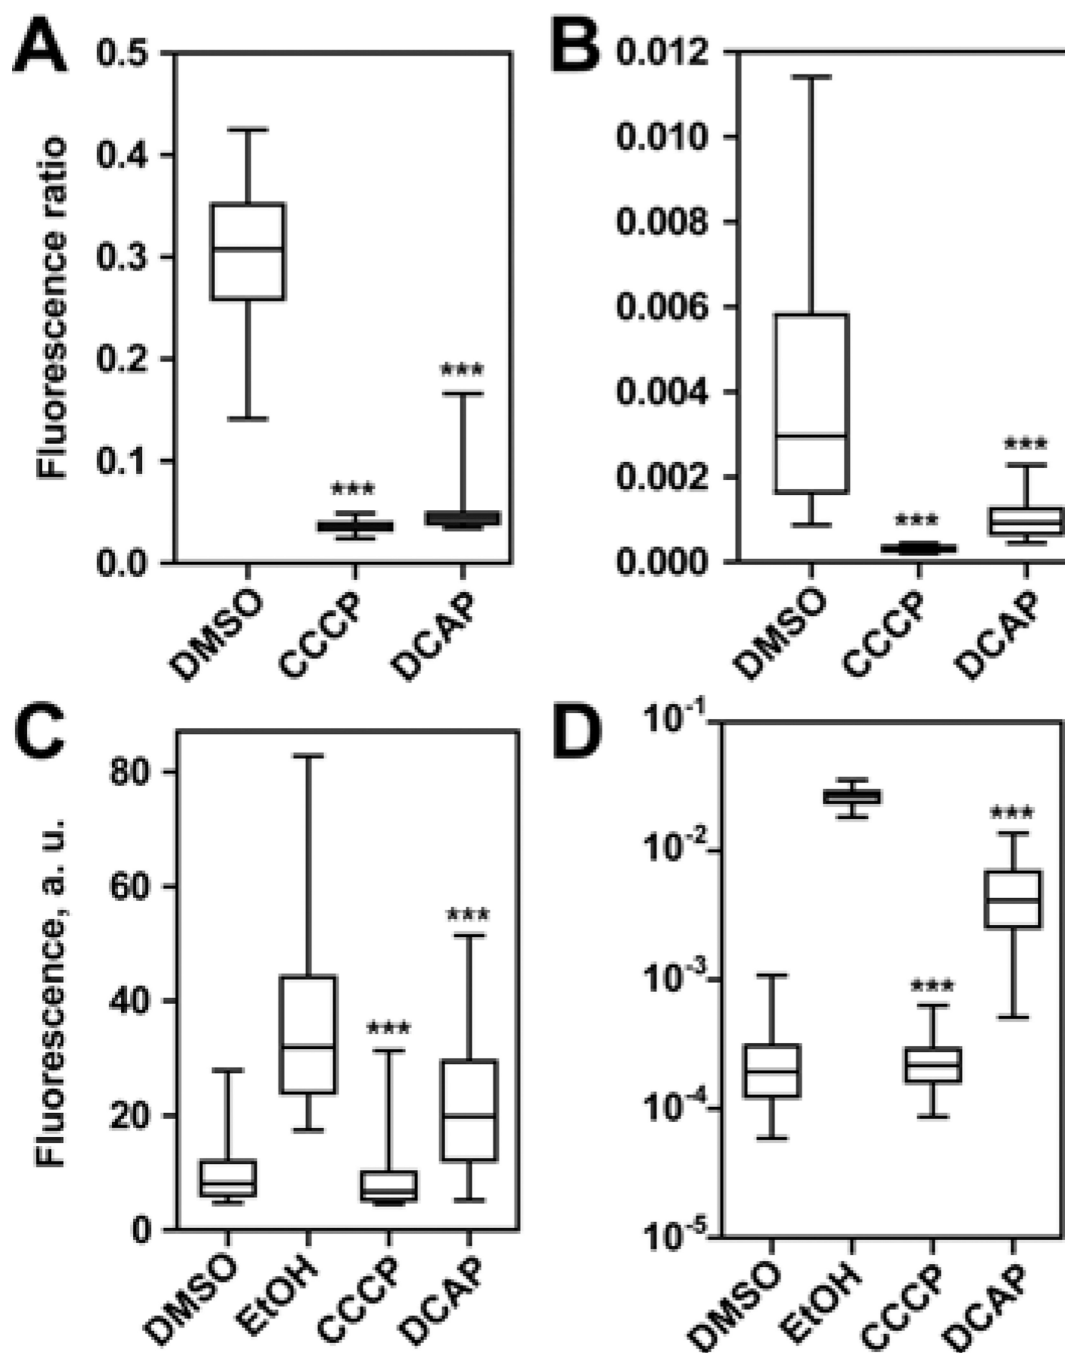 A
Fluorescence ratio
0.5
0.4
0.3
0.2
0.1
0.0
***
***
DMSO
CCCP
DCAP
B
0.012
0.010
0.008
0.006
0.004
0.002
0.000
***
***
DMSO
CCCP
DCAP
C
Fluorescence, a. u.
80
60
40
20
0
***
***
DMSO
EtOH
CCCP
DCAP
D
10-1
10-2
10-3
10-4
10-5
***
***
DMSO
EtOH
CCCP
DCAP